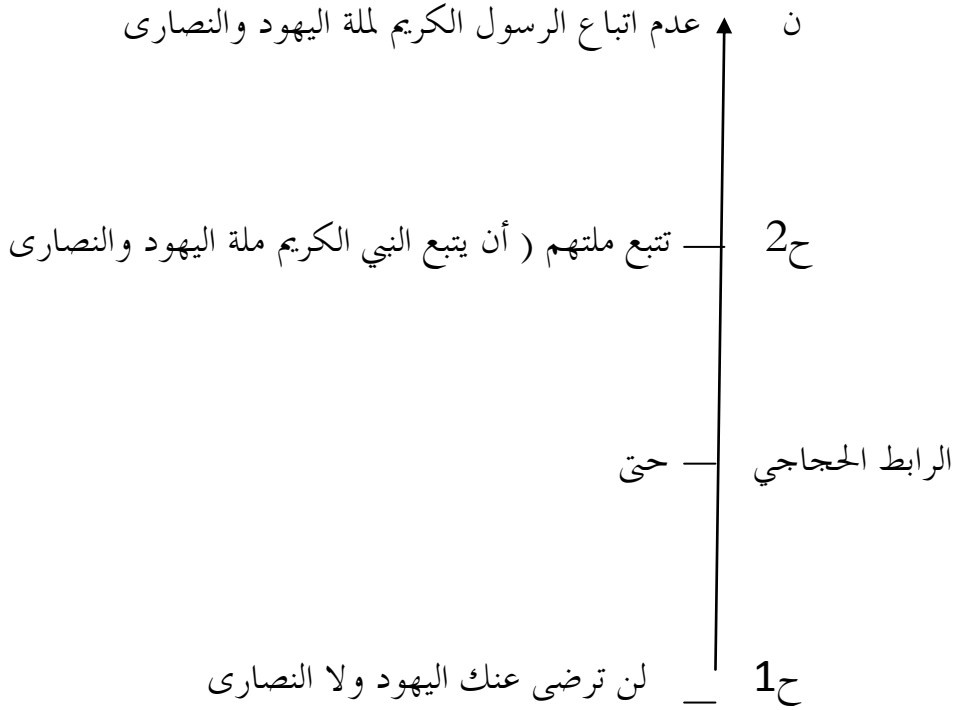 ن عدم اتباع الرسول الكريم لملة اليهود والنصارى
ح2 تتبع ملتهم ( أن يتبع النبي الكريم ملة اليهود والنصارى
الرابط الحجاجي حتى
ح1 لن ترضى عنك اليهود ولا النصارى